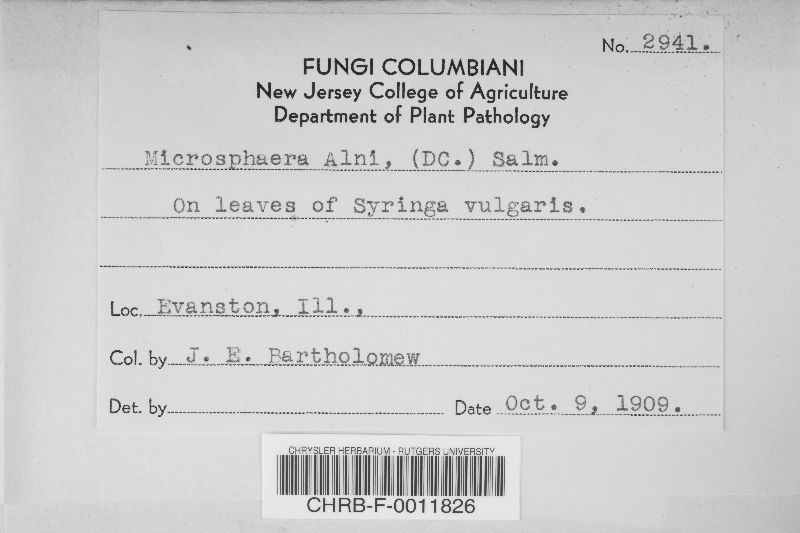 No. 2941.
FUNGI COLUMBIANI
New Jersey College of Agriculture
Department of Plant Pathology
Microsphaera Alni, (DC.) Salm.
On leaves of Syringa vulgaris.
Loc. Evanston, Ill.,
Col. by J. E. Bartholomew
Det. by Date Oct. 9, 1909.
CHRYSLER HERBARIUM - RUTGERS UNIVERSITY
CHRB-F-0011826